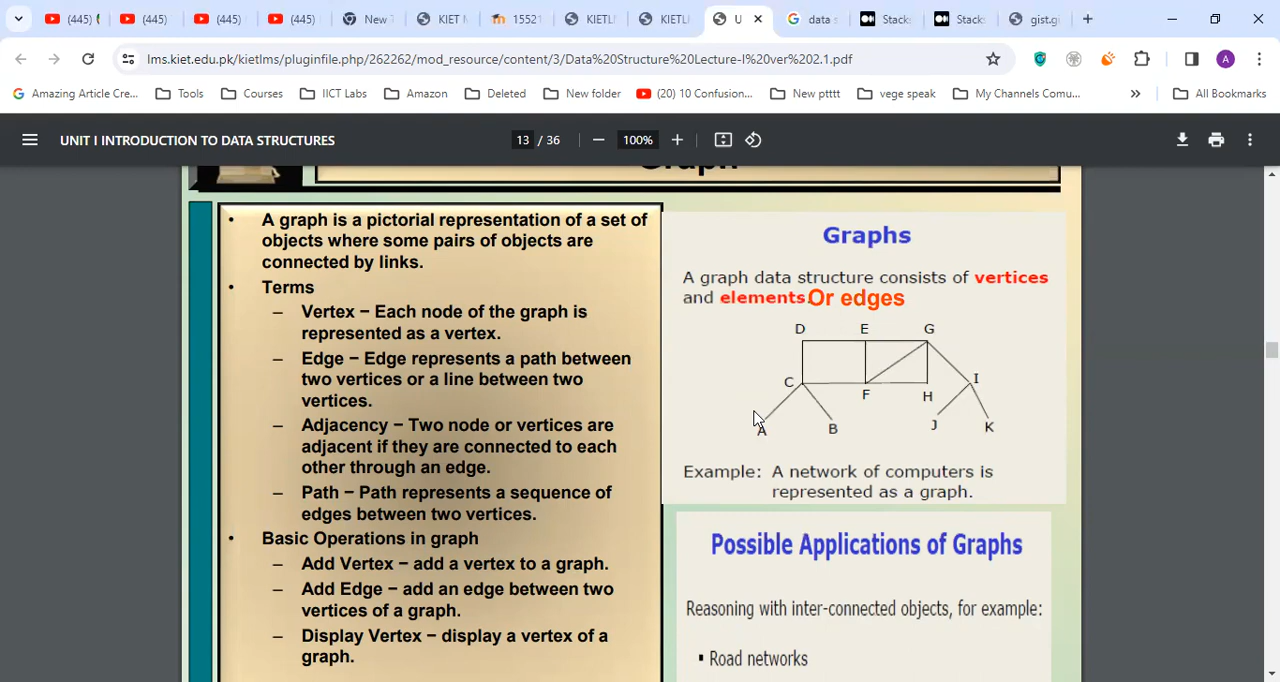 (445)
(445)
(445)
(445)
New T
KIET M
15521
KIETLI
KIETLI
U
data s
Stacks
Stacks
gist.gi
lms.kiet.edu.pk/kietlms/pluginfile.php/262262/mod_resource/content/3/Data%20Structure%20Lecture-I%20ver%202.1.pdf
A
Amazing Article Cre...
Tools
Courses
IICT Labs
Amazon
Deleted
New folder
(20) 10 Confusion...
New ptttt
vege speak
My Channels Comu...
All Bookmarks
UNIT I INTRODUCTION TO DATA STRUCTURES
13 / 36
100%
Graph
• A graph is a pictorial representation of a set of
objects where some pairs of objects are
connected by links.
• Terms
– Vertex − Each node of the graph is
represented as a vertex.
– Edge − Edge represents a path between
two vertices or a line between two
vertices.
– Adjacency − Two node or vertices are
adjacent if they are connected to each
other through an edge.
– Path − Path represents a sequence of
edges between two vertices.
• Basic Operations in graph
– Add Vertex − add a vertex to a graph.
– Add Edge − add an edge between two
vertices of a graph.
– Display Vertex − display a vertex of a
graph.
Graphs
A graph data structure consists of vertices
and elements. Or edges
D E G
C F H I
A B J K
Example: A network of computers is
represented as a graph.
Possible Applications of Graphs
Reasoning with inter-connected objects, for example:
▪ Road networks